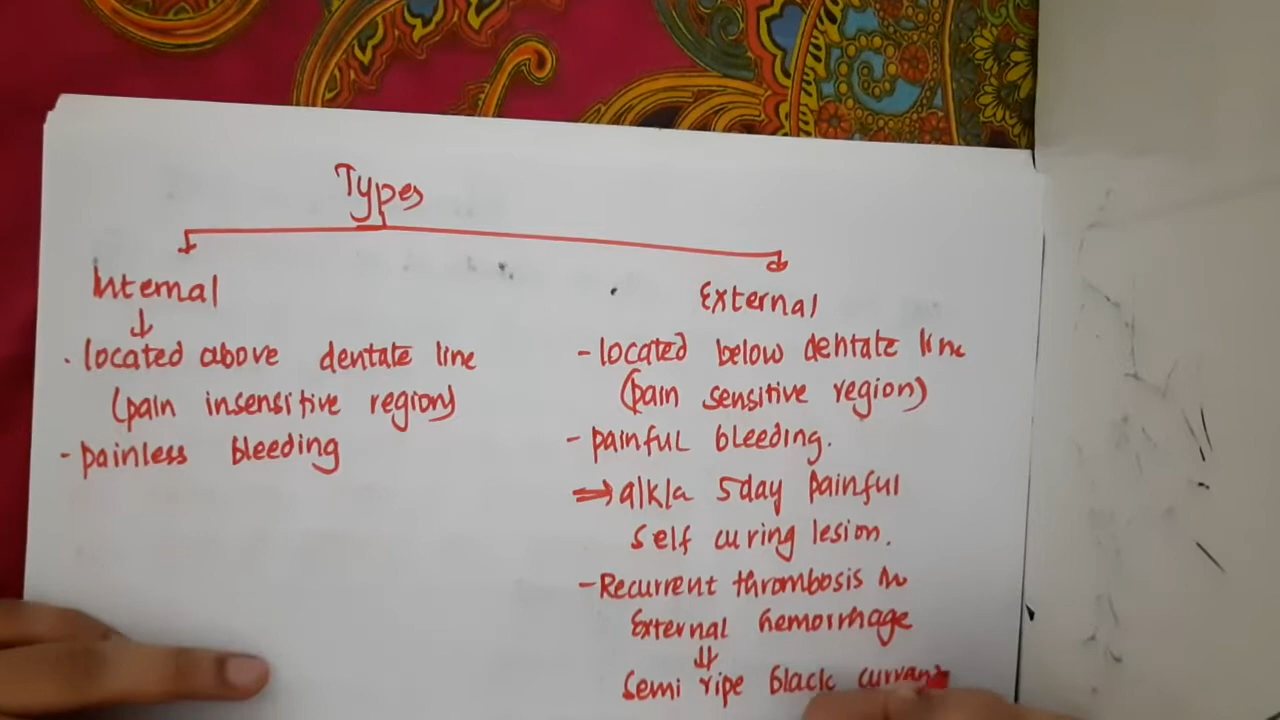 Types
Internal
located above dentate line
(pain insensitive region)
- painless bleeding
External
- located below dentate line
(pain sensitive region)
- painful bleeding.
⇒ a/k/a 5day painful
self curing lesion.
- Recurrent thrombosis in
External hemorrhage
semi ripe black currant